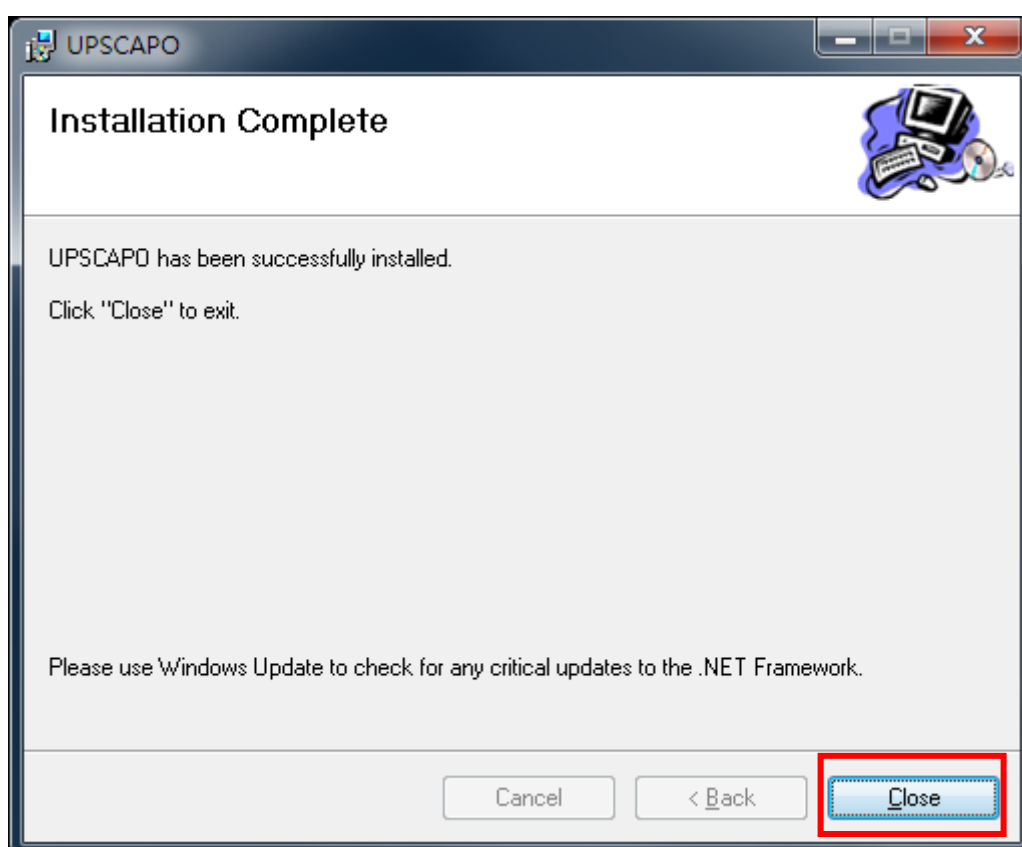 UPSCAPO
Installation Complete
UPSCAPO has been successfully installed.
Click "Close" to exit.
Please use Windows Update to check for any critical updates to the .NET Framework.
Cancel
< Back
Close